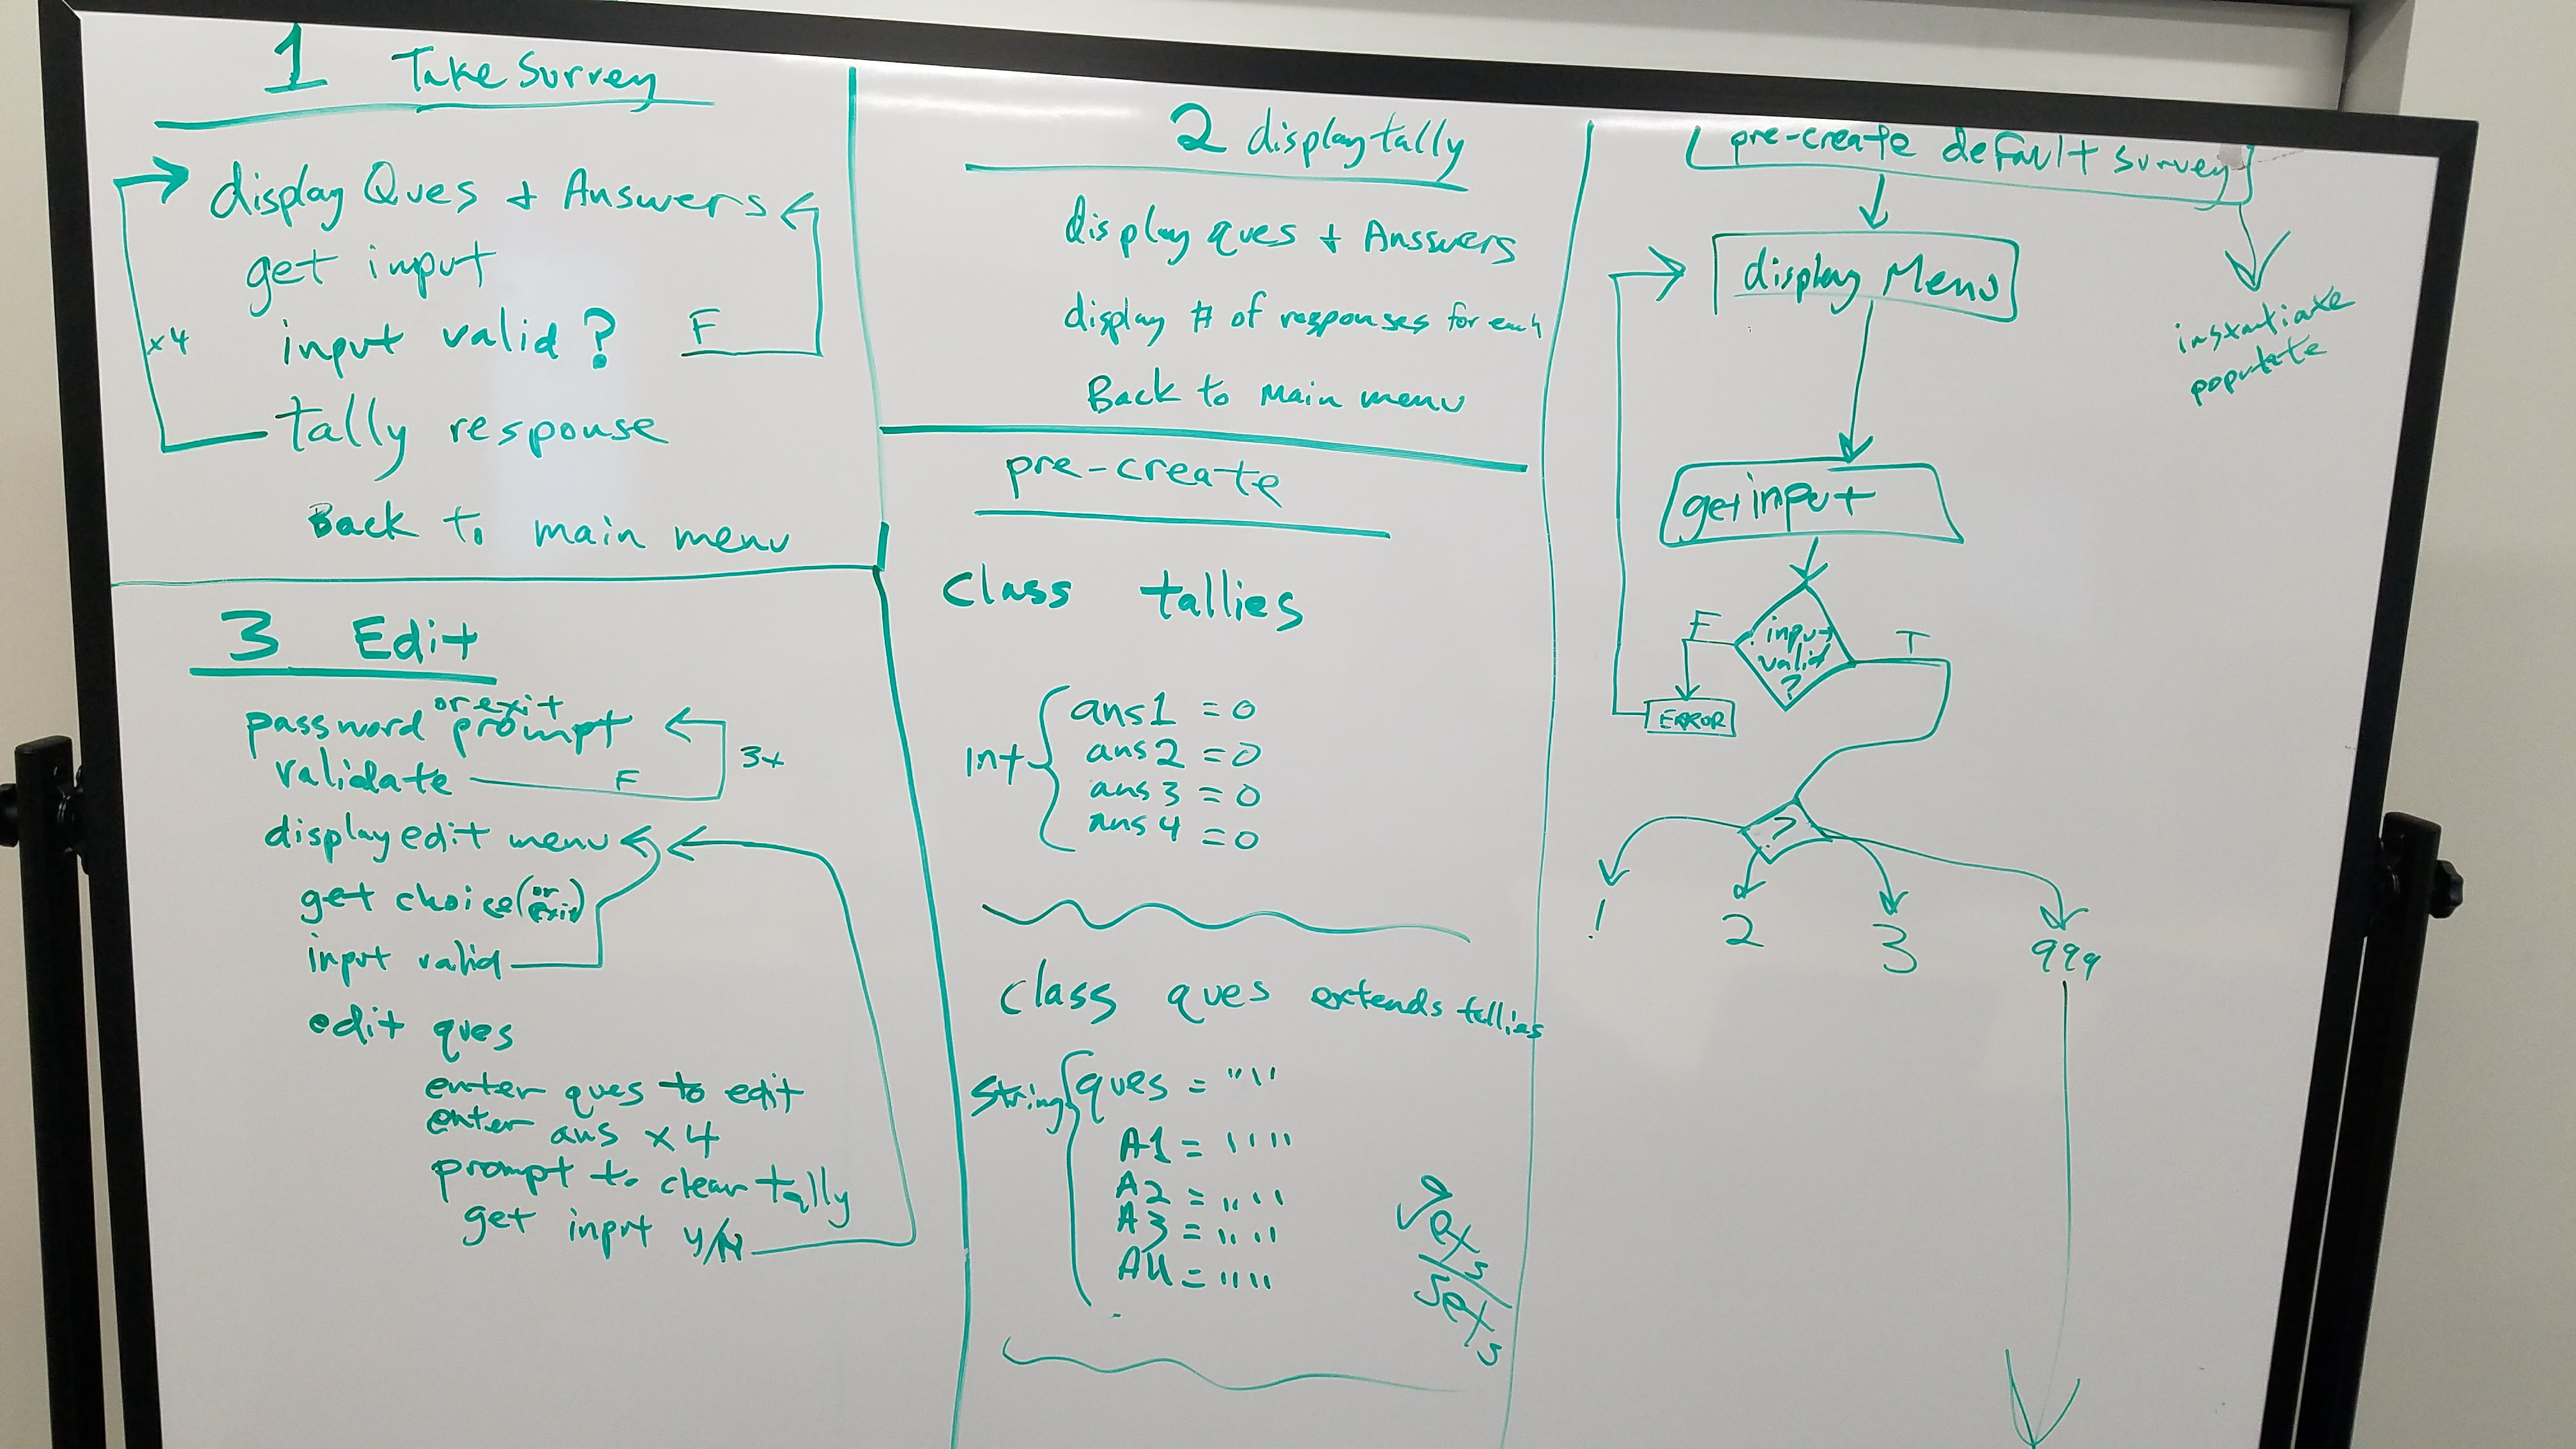 1 Take Survey
display Ques + Answers
get input
input valid? F
x4
tally response
Back to main menu
3 Edit
or exit
password prompt
3x
validate F
display edit menu
get choice (or exit)
input valid
edit ques
enter ques to edit
enter ans x 4
prompt to clear tally
get input y/N
2 display tally
display ques + Answers
display # of responses for each
Back to main menu
pre-create
Class tallies
Int
ans1 = 0
ans2 = 0
ans3 = 0
ans4 = 0
class ques extends tallies
String
ques = ""
A1 = ""
A2 = ""
A3 = ""
A4 = ""
sets
pre-create default survey
instantiate
populate
display Menu
get input
input
valid
?
F
T
ERROR
?
1
2
3
999